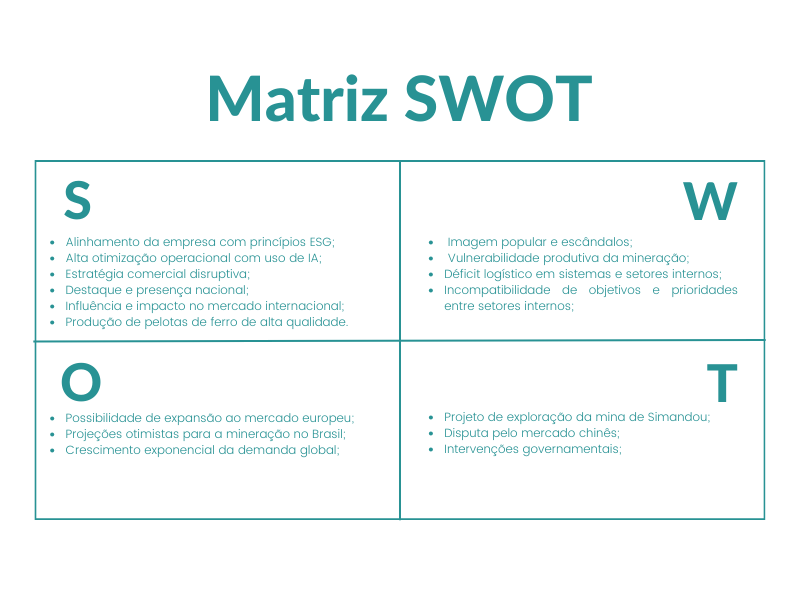 Matriz SWOT
S
• Alinhamento da empresa com princípios ESG;
• Alta otimização operacional com uso de IA;
• Estratégia comercial disruptiva;
• Destaque e presença nacional;
• Influência e impacto no mercado internacional;
• Produção de pelotas de ferro de alta qualidade.
W
• Imagem popular e escândalos;
• Vulnerabilidade produtiva da mineração;
• Déficit logístico em sistemas e setores internos;
• Incompatibilidade de objetivos e prioridades
entre setores internos;
O
• Possibilidade de expansão ao mercado europeu;
• Projeções otimistas para a mineração no Brasil;
• Crescimento exponencial da demanda global;
T
• Projeto de exploração da mina de Simandou;
• Disputa pelo mercado chinês;
• Intervenções governamentais;